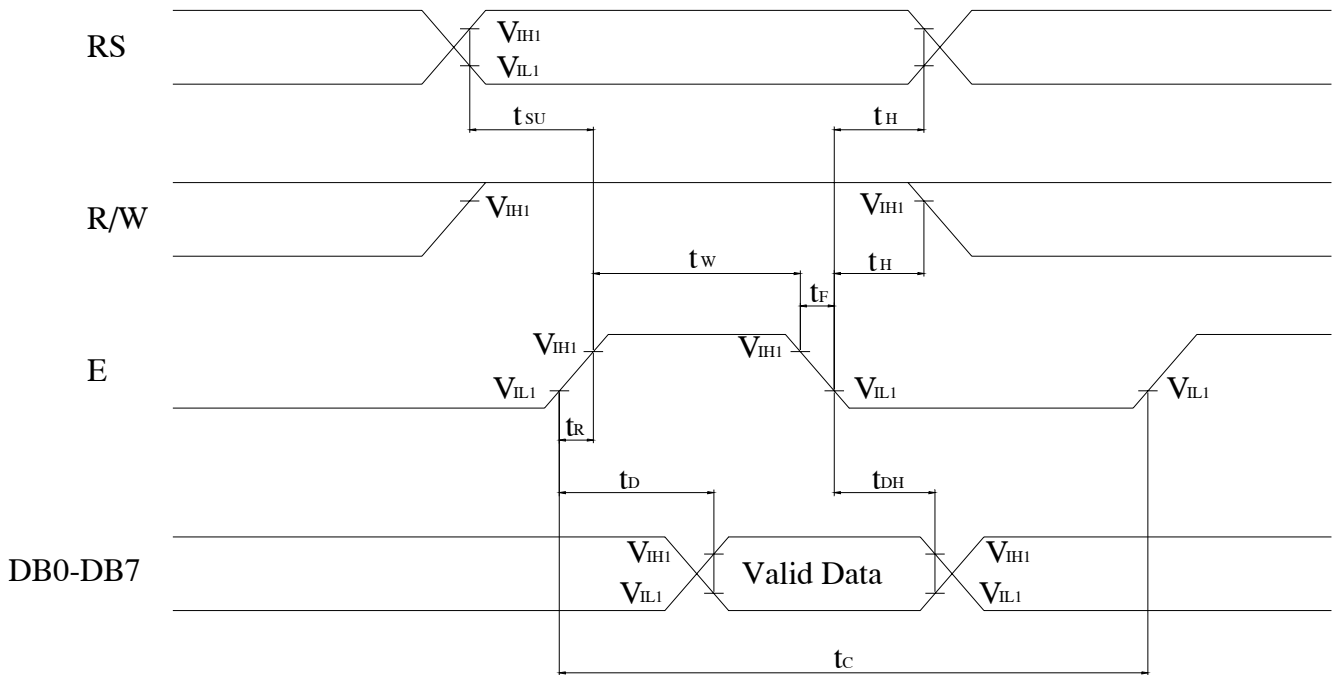 RS
VIH1
VIL1
tSU
tH
R/W
VIH1
VIH1
tW
tH
tF
E
VIH1
VIH1
VIL1
VIL1
VIL1
tR
tD
tDH
DB0-DB7
VIH1
VIH1
Valid Data
VIL1
VIL1
tC